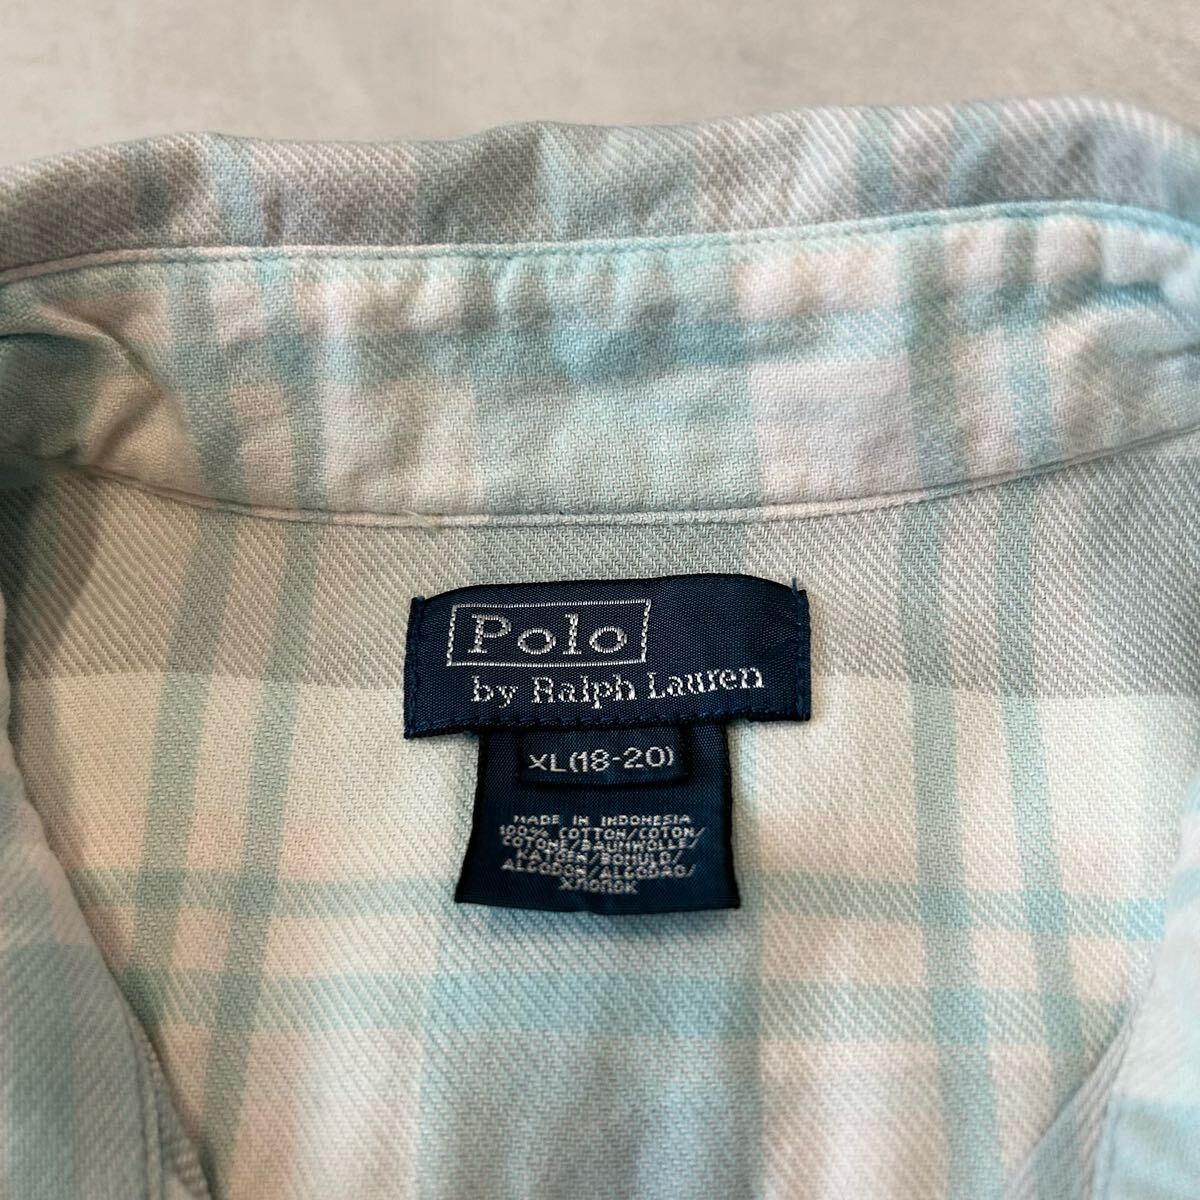 Polo
by Ralph Lauren
XL(18-20)
MADE IN INDONESIA
100% COTTON/COTON/
COTONE/BAUMWOLLE/
KATOEN/BOMULD/
ALGODON/ALGODAO/
ХЛОПОК